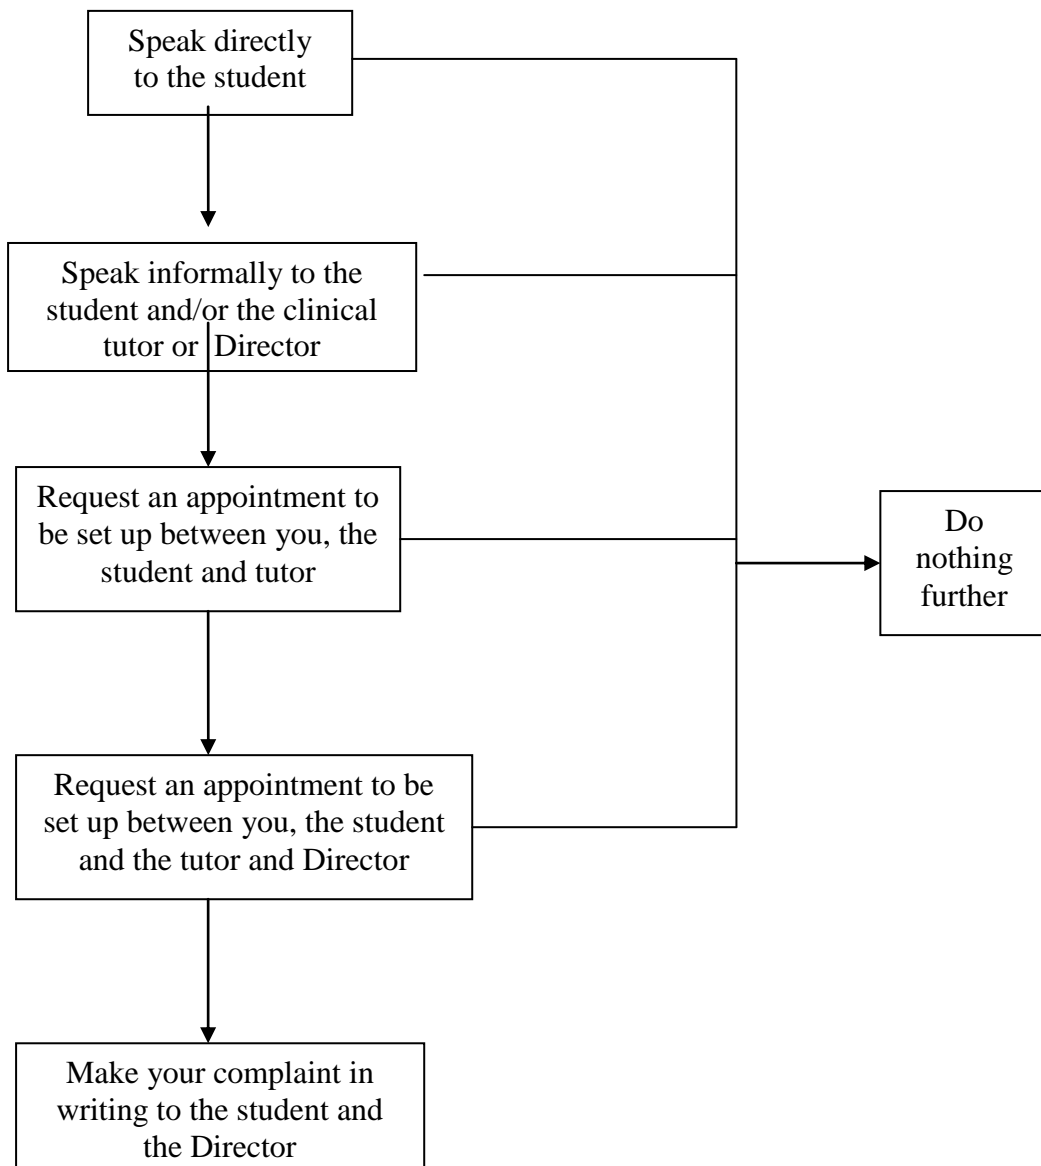 Speak directly
to the student
Speak informally to the
student and/or the clinical
tutor or Director
Request an appointment to
be set up between you, the
student and tutor
Do
nothing
further
Request an appointment to be
set up between you, the student
and the tutor and Director
Make your complaint in
writing to the student and
the Director